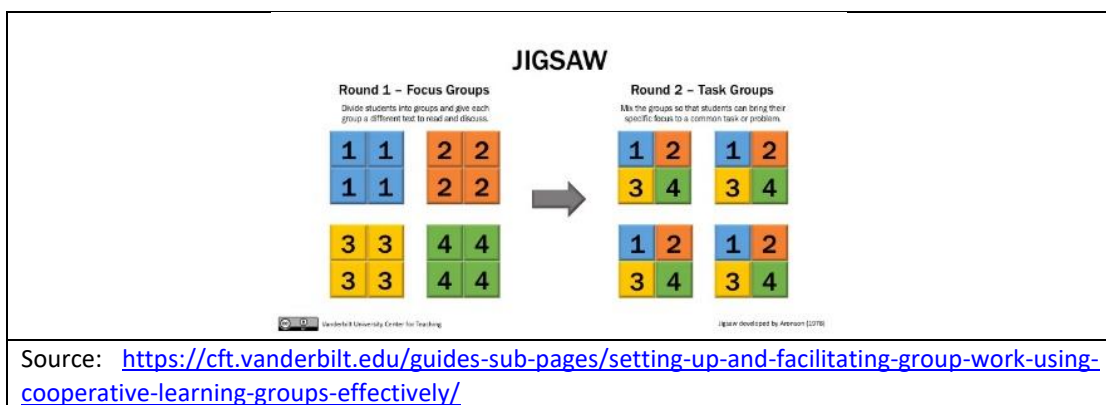 JIGSAW
Round 1 – Focus Groups
Divide students into groups and give each
group a different text to read and discuss.
1 1 2 2
1 1 2 2
3 3 4 4
3 3 4 4
Round 2 – Task Groups
Mix the groups so that students can bring their
specific focus to a common task or problem.
1 2 1 2
3 4 3 4
1 2 1 2
3 4 3 4
Vanderbilt University Center for Teaching
Jigsaw developed by Aronson (1978)
Source: https://cft.vanderbilt.edu/guides-sub-pages/setting-up-and-facilitating-group-work-using-
cooperative-learning-groups-effectively/